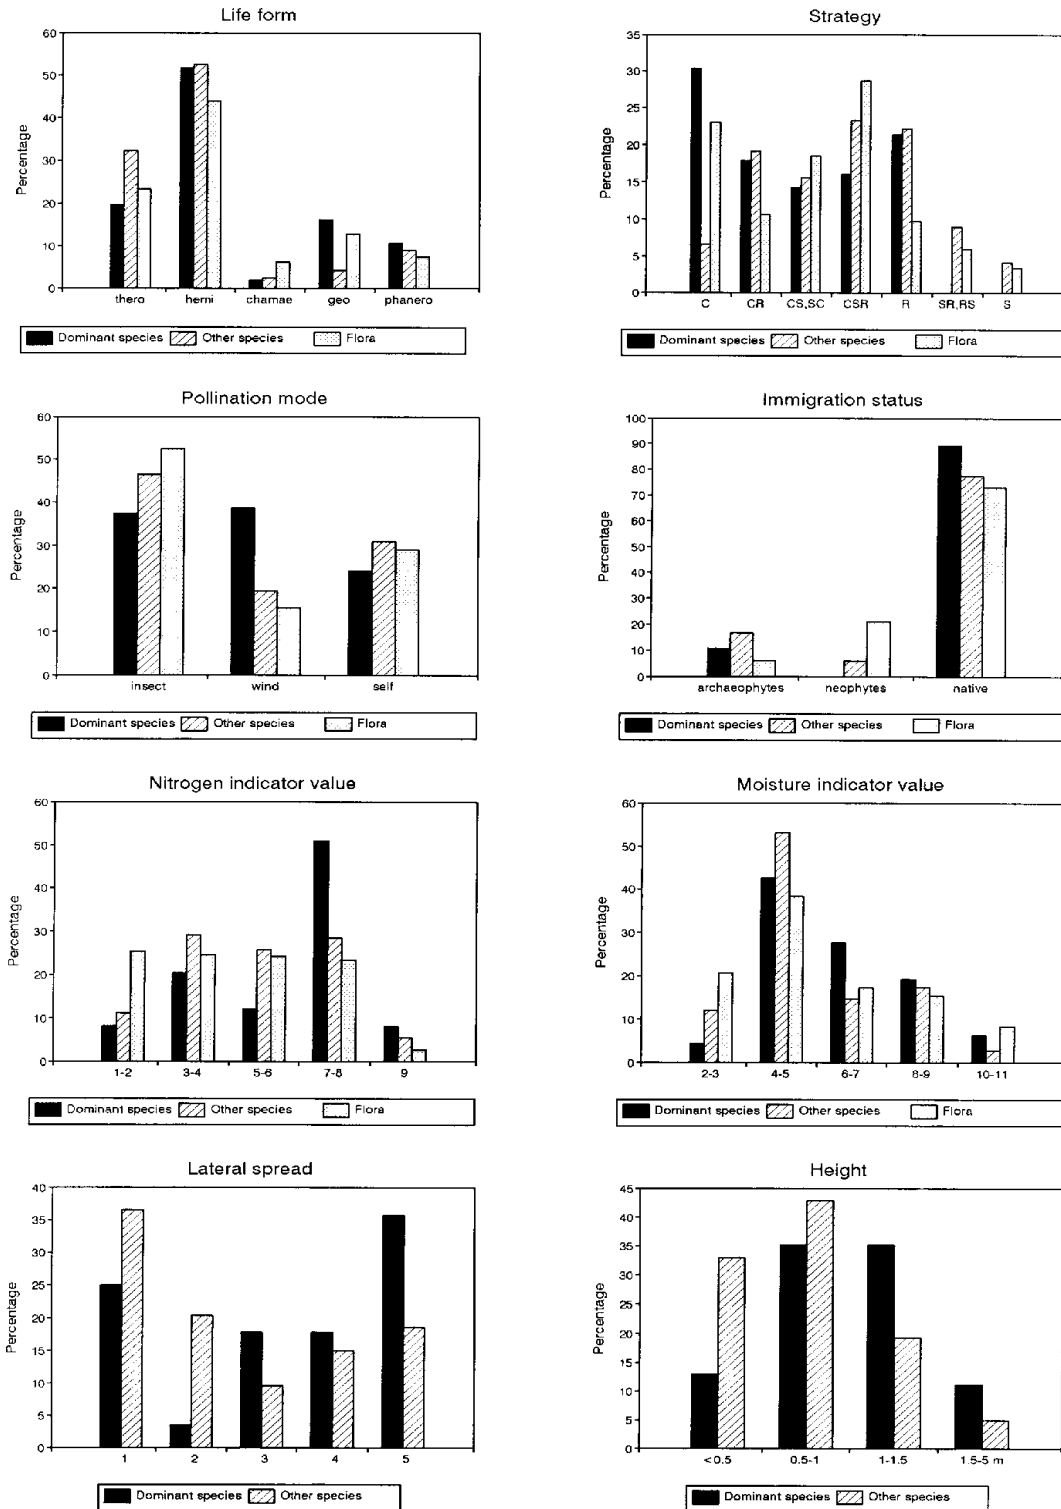 Life form
60
50
40
30
20
10
0
Percentage
thero hemi chamae geo phanero
Dominant species Other species Flora
Strategy
35
30
25
20
15
10
5
0
Percentage
C CR CS,SC CSR R SR,RS S
Dominant species Other species Flora
Pollination mode
60
50
40
30
20
10
0
Percentage
insect wind self
Dominant species Other species Flora
Immigration status
100
90
80
70
60
50
40
30
20
10
0
Percentage
archaeophytes neophytes native
Dominant species Other species Flora
Nitrogen indicator value
60
50
40
30
20
10
0
Percentage
1-2 3-4 5-6 7-8 9
Dominant species Other species Flora
Moisture indicator value
60
50
40
30
20
10
0
Percentage
2-3 4-5 6-7 8-9 10-11
Dominant species Other species Flora
Lateral spread
40
35
30
25
20
15
10
5
0
Percentage
1 2 3 4 5
Dominant species Other species
Height
45
40
35
30
25
20
15
10
5
0
Percentage
<0.5 0.5-1 1-1.5 1.5-5 m
Dominant species Other species